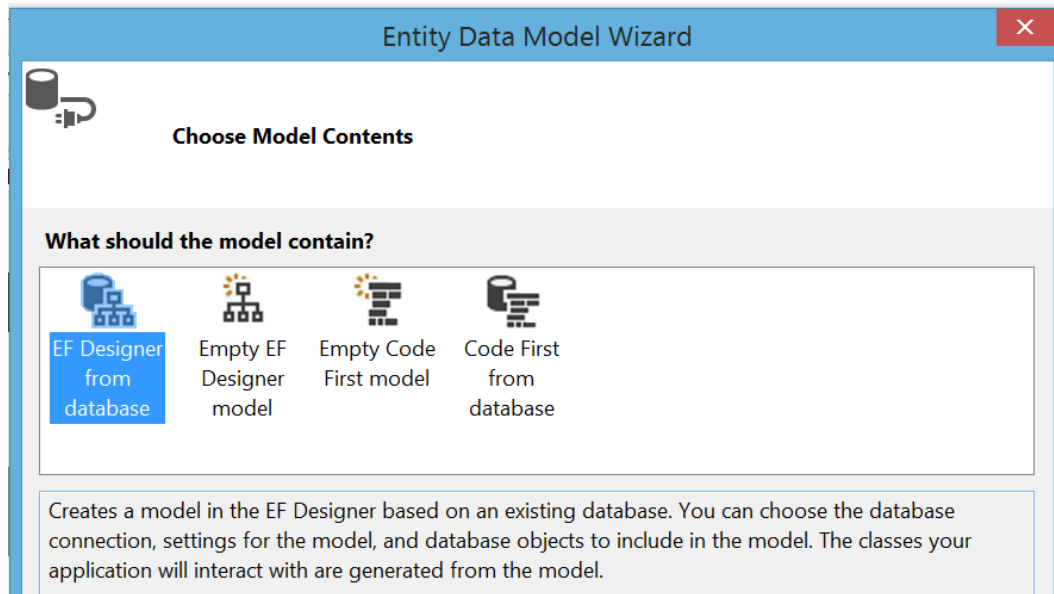 Entity Data Model Wizard
Choose Model Contents
What should the model contain?
EF Designer
from
database
Empty EF
Designer
model
Empty Code
First model
Code First
from
database
Creates a model in the EF Designer based on an existing database. You can choose the database
connection, settings for the model, and database objects to include in the model. The classes your
application will interact with are generated from the model.